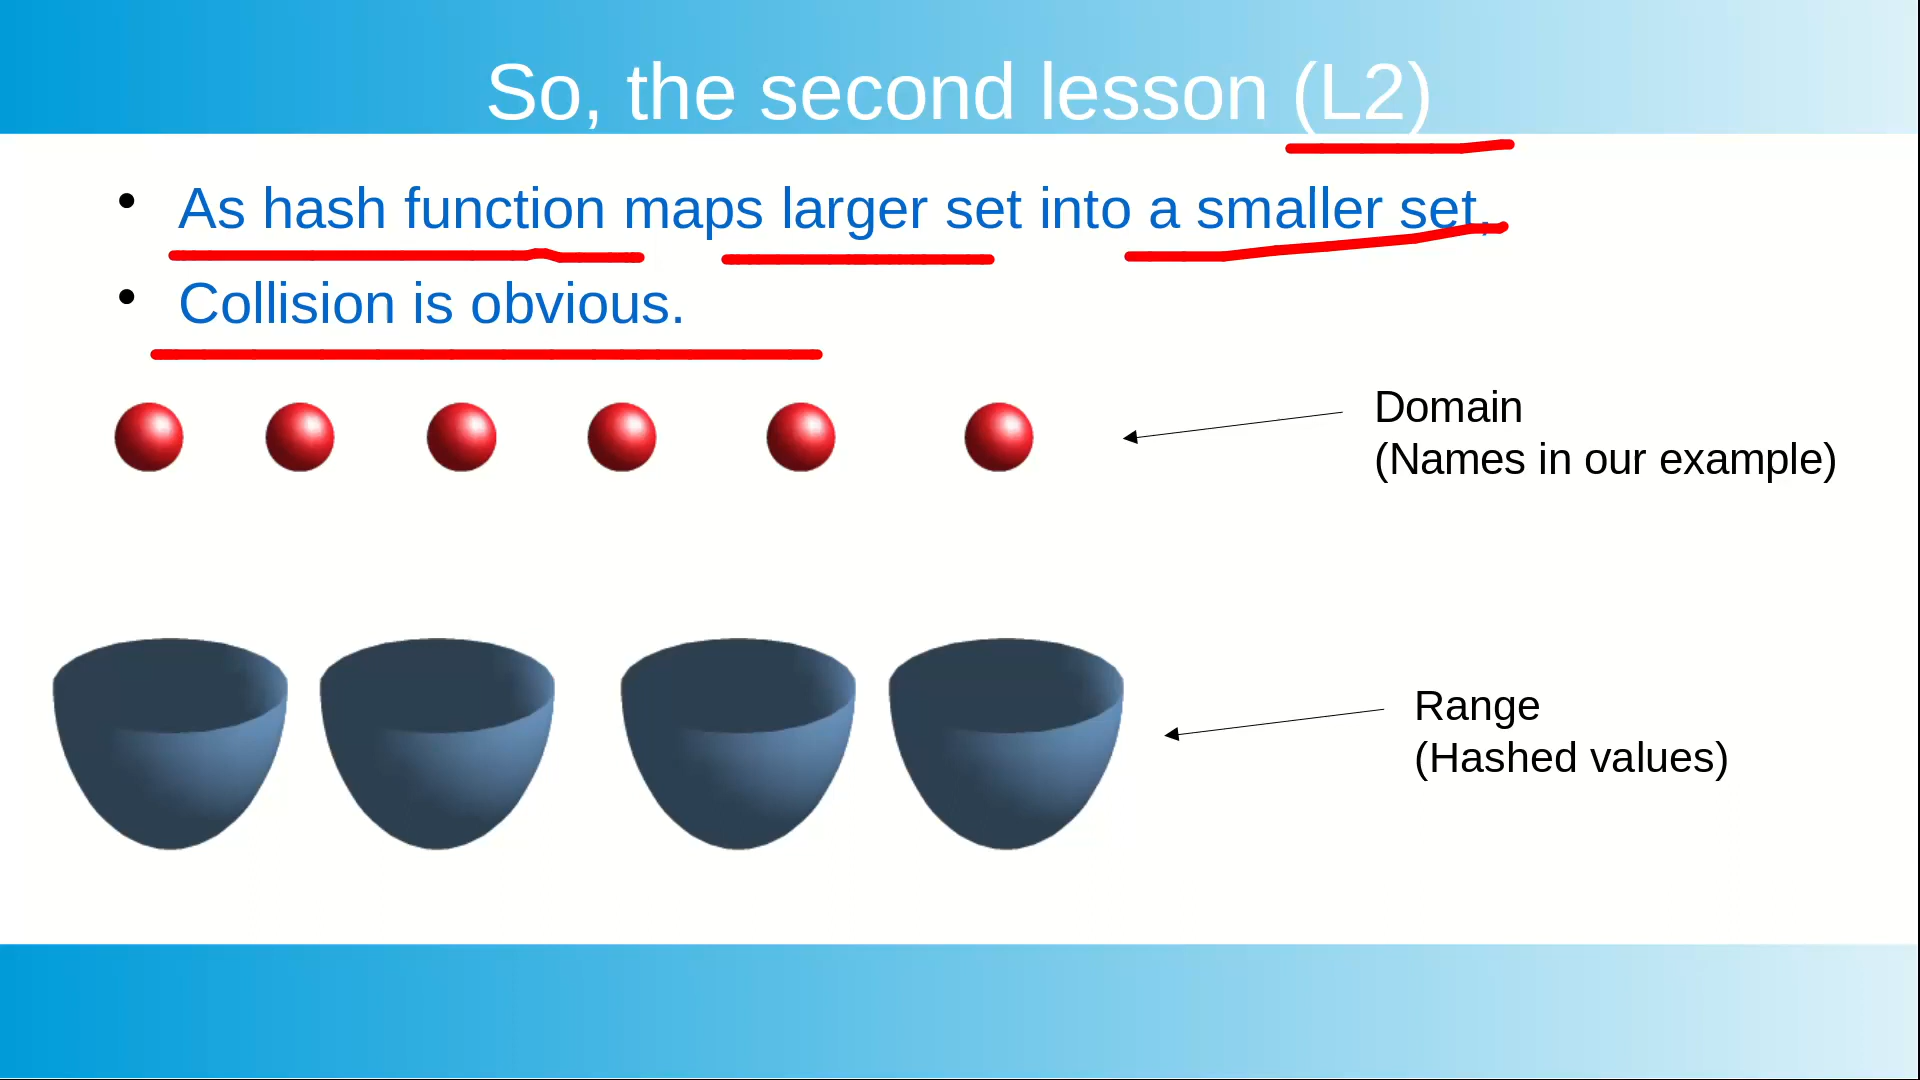 So, the second lesson (L2)
• As hash function maps larger set into a smaller set,
• Collision is obvious.
Domain
(Names in our example)
Range
(Hashed values)